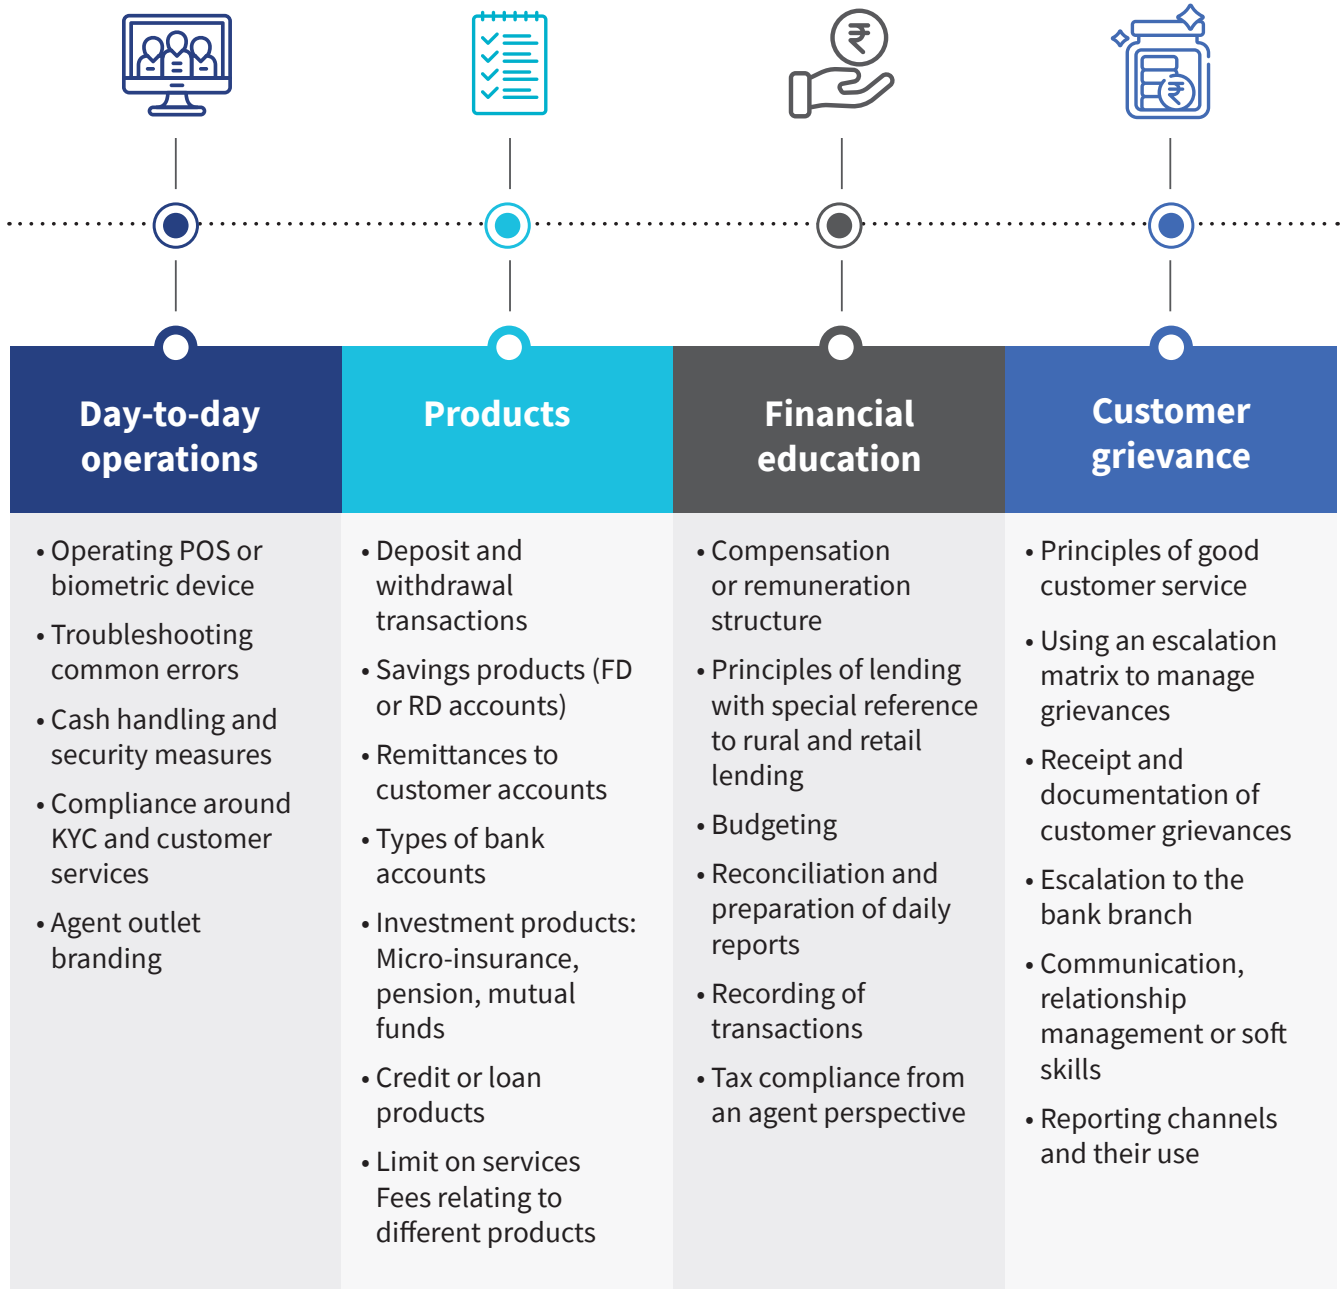 Day-to-day
operations
• Operating POS or
biometric device
• Troubleshooting
common errors
• Cash handling and
security measures
• Compliance around
KYC and customer
services
• Agent outlet
branding
Products
• Deposit and
withdrawal
transactions
• Savings products (FD
or RD accounts)
• Remittances to
customer accounts
• Types of bank
accounts
• Investment products:
Micro-insurance,
pension, mutual
funds
• Credit or loan
products
• Limit on services
Fees relating to
different products
Financial
education
• Compensation
or remuneration
structure
• Principles of lending
with special reference
to rural and retail
lending
• Budgeting
• Reconciliation and
preparation of daily
reports
• Recording of
transactions
• Tax compliance from
an agent perspective
Customer
grievance
• Principles of good
customer service
• Using an escalation
matrix to manage
grievances
• Receipt and
documentation of
customer grievances
• Escalation to the
bank branch
• Communication,
relationship
management or soft
skills
• Reporting channels
and their use